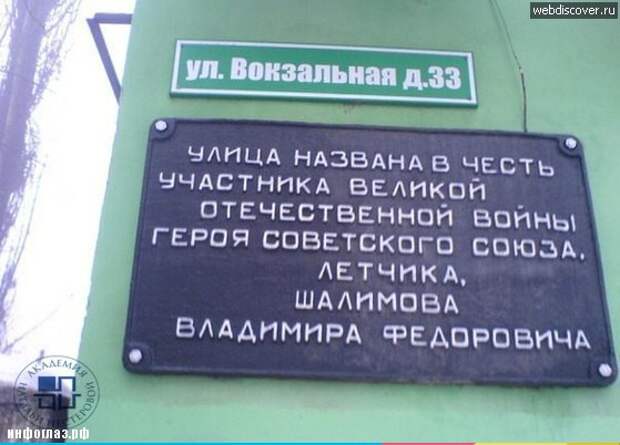 webdiscover.ru
ул. Вокзальная д.33
УЛИЦА НАЗВАНА В ЧЕСТЬ
УЧАСТНИКА ВЕЛИКОЙ
ОТЕЧЕСТВЕННОЙ ВОЙНЫ
ГЕРОЯ СОВЕТСКОГО СОЮЗА,
ЛЕТЧИКА,
ШАЛИМОВА
ВЛАДИМИРА ФЕДОРОВИЧА
АКАДЕМИЯ
инфоглаз.рф